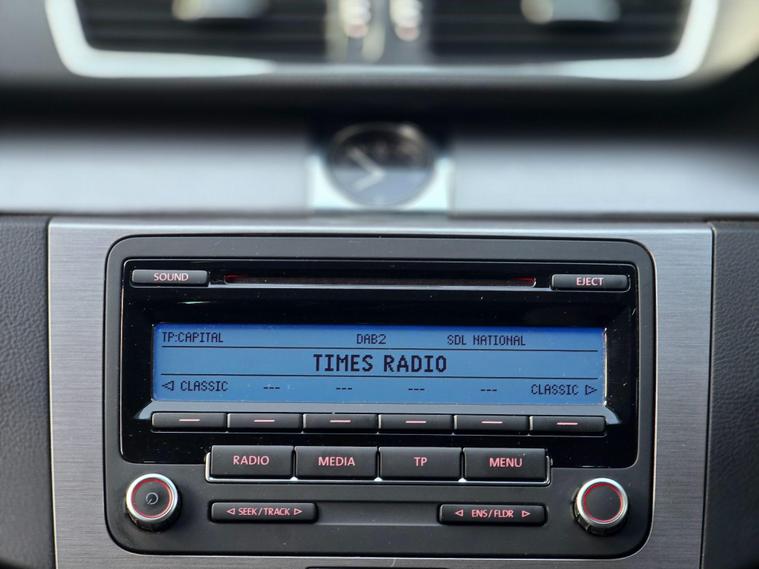 SOUND
EJECT
TP:CAPITAL DAB2 SDL NATIONAL
TIMES RADIO
◁ CLASSIC --- --- --- --- CLASSIC ▷
RADIO MEDIA TP MENU
◁ SEEK/TRACK ▷ ◁ ENS/FLDR ▷